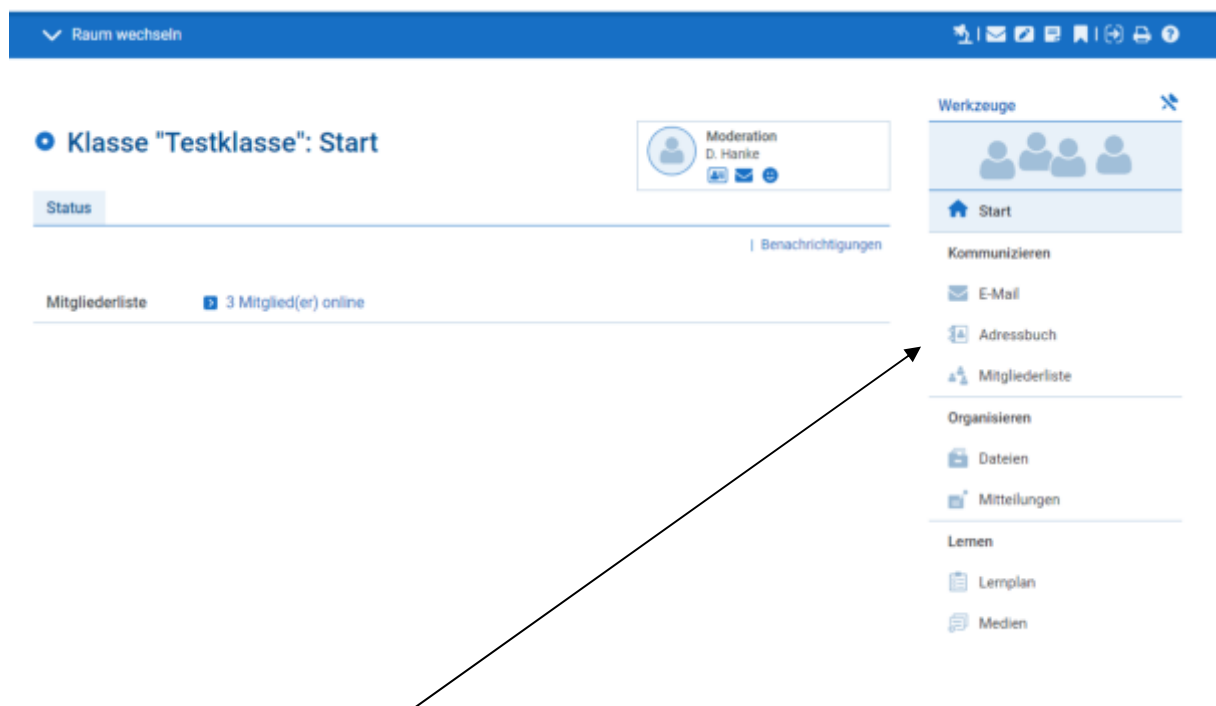 Raum wechseln
Werkzeuge
Klasse "Testklasse": Start
Moderation
D. Hanke
Status
Start
| Benachrichtigungen
Kommunizieren
Mitgliederliste
3 Mitglied(er) online
E-Mail
Adressbuch
Mitgliederliste
Organisieren
Dateien
Mitteilungen
Lernen
Lernplan
Medien